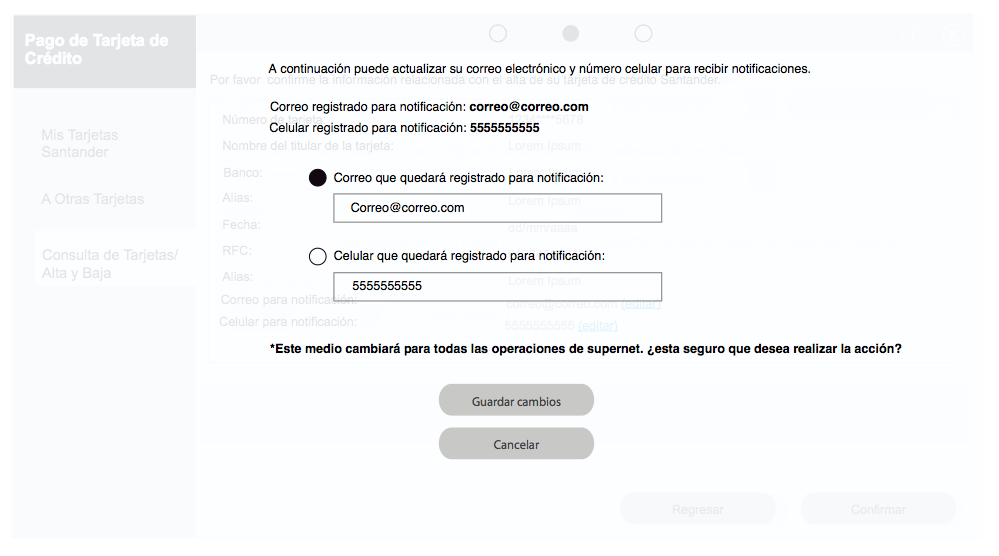 Pago de Tarjeta de
Crédito
A continuación puede actualizar su correo electrónico y número celular para recibir notificaciones.
Por favor confirme la información relacionada con el alta de su tarjeta de crédito Santander.
Correo registrado para notificación: correo@correo.com
Número de tarjeta: 1234****5678
Celular registrado para notificación: 5555555555
Mis Tarjetas
Santander
Nombre del titular de la tarjeta: Lorem Ipsum
Banco:
Correo que quedará registrado para notificación:
A Otras Tarjetas
Alias: Lorem Ipsum
Correo@correo.com
Fecha: dd/mm/aaaa
Consulta de Tarjetas/
Alta y Baja
RFC:
Celular que quedará registrado para notificación:
Alias: Lorem Ipsum
5555555555
Correo para notificación: correo@correo.com (editar)
Celular para notificación: 5555555555 (editar)
*Este medio cambiará para todas las operaciones de supernet. ¿esta seguro que desea realizar la acción?
Guardar cambios
Cancelar
Regresar
Confirmar